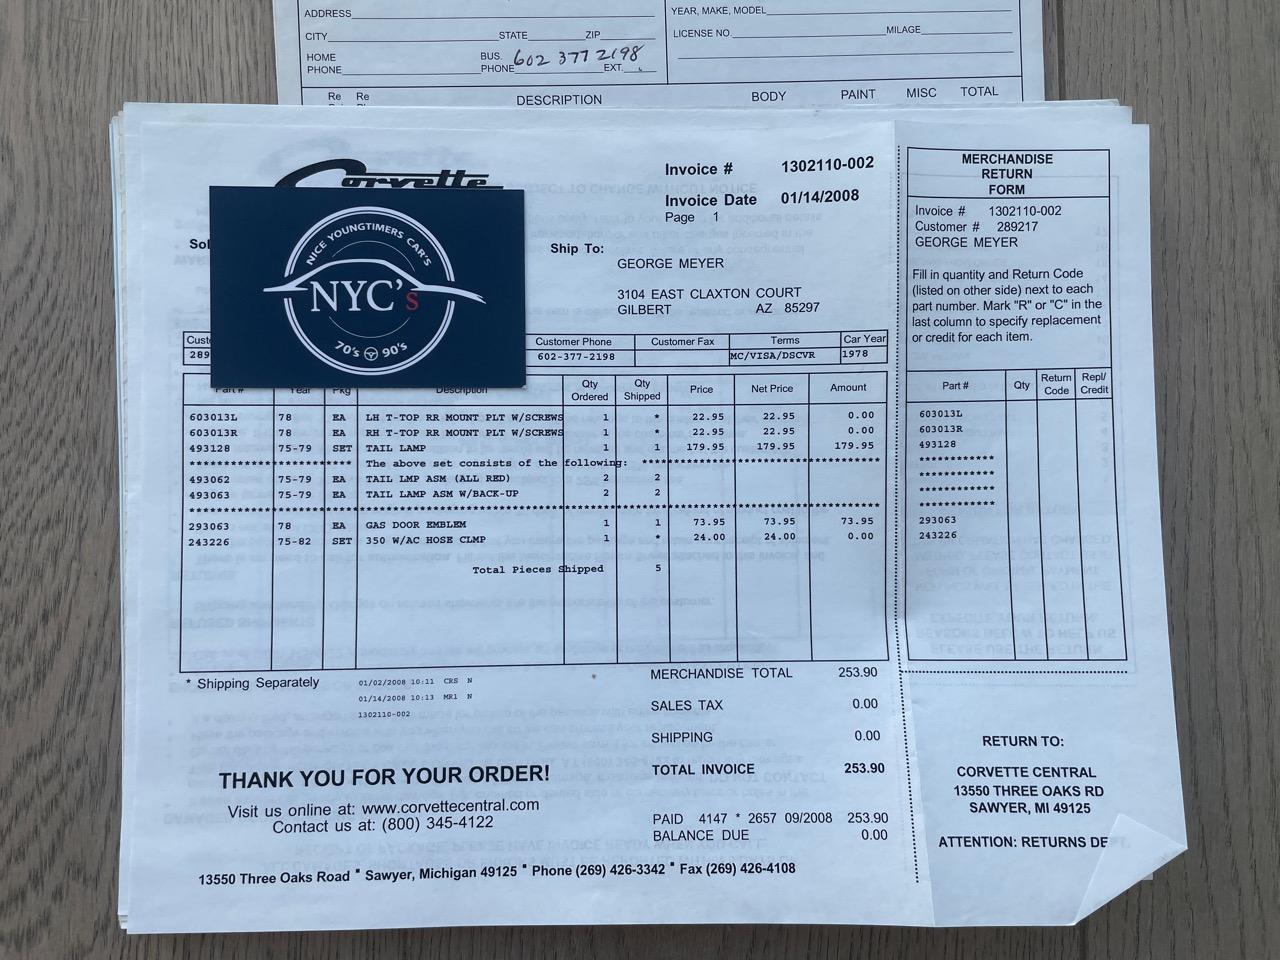 ADDRESS YEAR, MAKE, MODEL
CITY STATE ZIP LICENSE NO. MILAGE
HOME PHONE BUS. PHONE 602 377 2198 EXT.
Re Re DESCRIPTION BODY PAINT MISC TOTAL
Corvette
Invoice # 1302110-002
Invoice Date 01/14/2008
Page 1
NICE YOUNGTIMERS CAR'S
NYC's
70's 90's
Ship To:
GEORGE MEYER
3104 EAST CLAXTON COURT
GILBERT AZ 85297
Customer Phone Customer Fax Terms Car Year
289 602-377-2198 MC/VISA/DSCVR 1978
Part # Year Pkg Description Qty Ordered Qty Shipped Price Net Price Amount
603013L 78 EA LH T-TOP RR MOUNT PLT W/SCREWS 1 * 22.95 22.95 0.00
603013R 78 EA RH T-TOP RR MOUNT PLT W/SCREWS 1 * 22.95 22.95 0.00
493128 75-79 SET TAIL LAMP 1 1 179.95 179.95 179.95
The above set consists of the following:
493062 75-79 EA TAIL LMP ASM (ALL RED) 2 2
493063 75-79 EA TAIL LAMP ASM W/BACK-UP 2 2
293063 78 EA GAS DOOR EMBLEM 1 1 73.95 73.95 73.95
243226 75-82 SET 350 W/AC HOSE CLMP 1 * 24.00 24.00 0.00
Total Pieces Shipped 5
* Shipping Separately
01/02/2008 10:11 CRS N
01/14/2008 10:13 MR1 N
1302110-002
MERCHANDISE TOTAL 253.90
SALES TAX 0.00
SHIPPING 0.00
TOTAL INVOICE 253.90
PAID 4147 * 2657 09/2008 253.90
BALANCE DUE 0.00
THANK YOU FOR YOUR ORDER!
Visit us online at: www.corvettecentral.com
Contact us at: (800) 345-4122
13550 Three Oaks Road * Sawyer, Michigan 49125 * Phone (269) 426-3342 * Fax (269) 426-4108
MERCHANDISE
RETURN
FORM
Invoice # 1302110-002
Customer # 289217
GEORGE MEYER
Fill in quantity and Return Code
(listed on other side) next to each
part number. Mark "R" or "C" in the
last column to specify replacement
or credit for each item.
Part # Qty Return Code Repl/ Credit
603013L
603013R
493128
293063
243226
RETURN TO:
CORVETTE CENTRAL
13550 THREE OAKS RD
SAWYER, MI 49125
ATTENTION: RETURNS